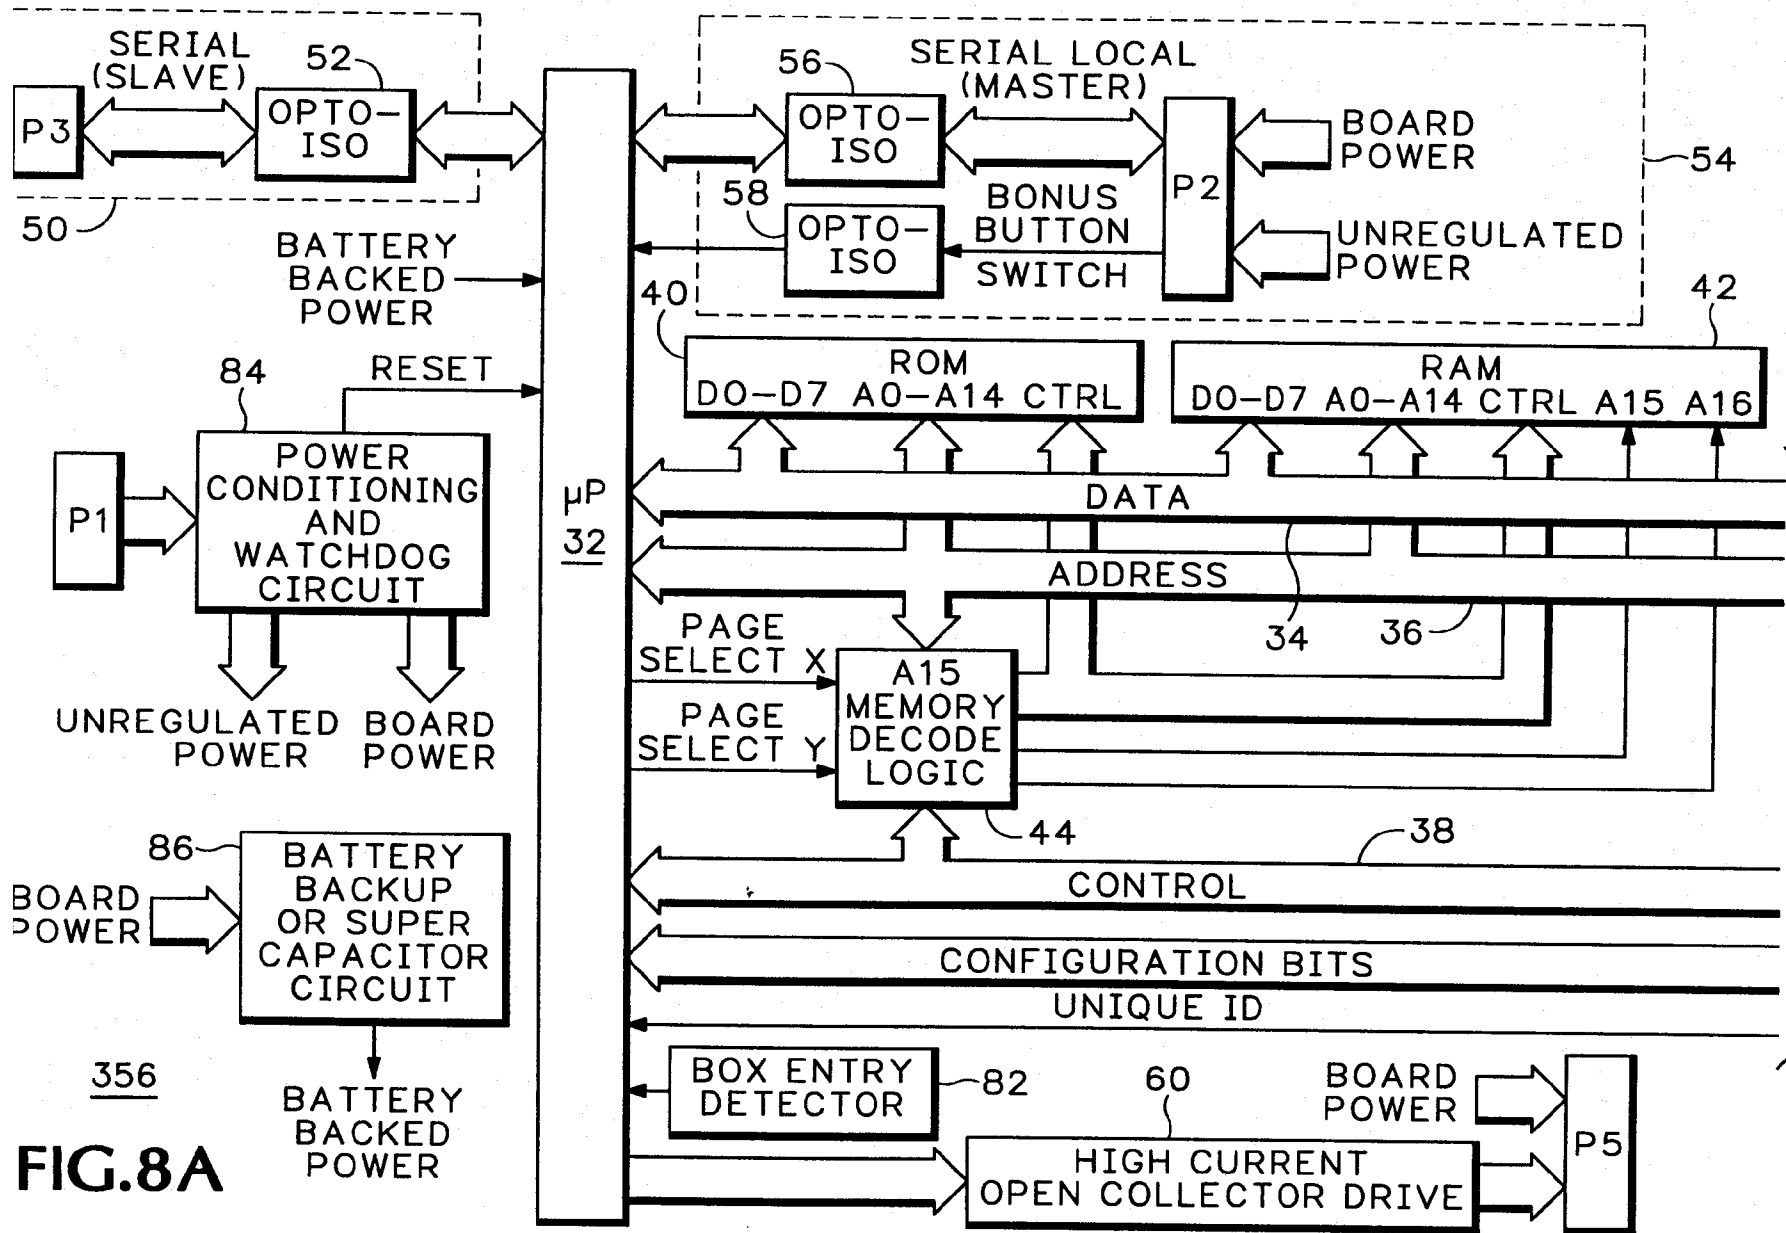 SERIAL
(SLAVE)
52
P3
OPTO-
ISO
50
56
SERIAL LOCAL
(MASTER)
OPTO-
ISO
P2
BOARD
POWER
54
58
OPTO-
ISO
BONUS
BUTTON
SWITCH
UNREGULATED
POWER
BATTERY
BACKED
POWER
40
ROM
D0-D7 A0-A14 CTRL
42
RAM
D0-D7 A0-A14 CTRL A15 A16
84
RESET
P1
POWER
CONDITIONING
AND
WATCHDOG
CIRCUIT
UNREGULATED
POWER
BOARD
POWER
µP
32
DATA
ADDRESS
34
36
PAGE
SELECT X
PAGE
SELECT Y
A15
MEMORY
DECODE
LOGIC
44
38
CONTROL
CONFIGURATION BITS
UNIQUE ID
86
BOARD
POWER
BATTERY
BACKUP
OR SUPER
CAPACITOR
CIRCUIT
BATTERY
BACKED
POWER
BOX ENTRY
DETECTOR
82
60
HIGH CURRENT
OPEN COLLECTOR DRIVE
BOARD
POWER
P5
356
FIG.8A